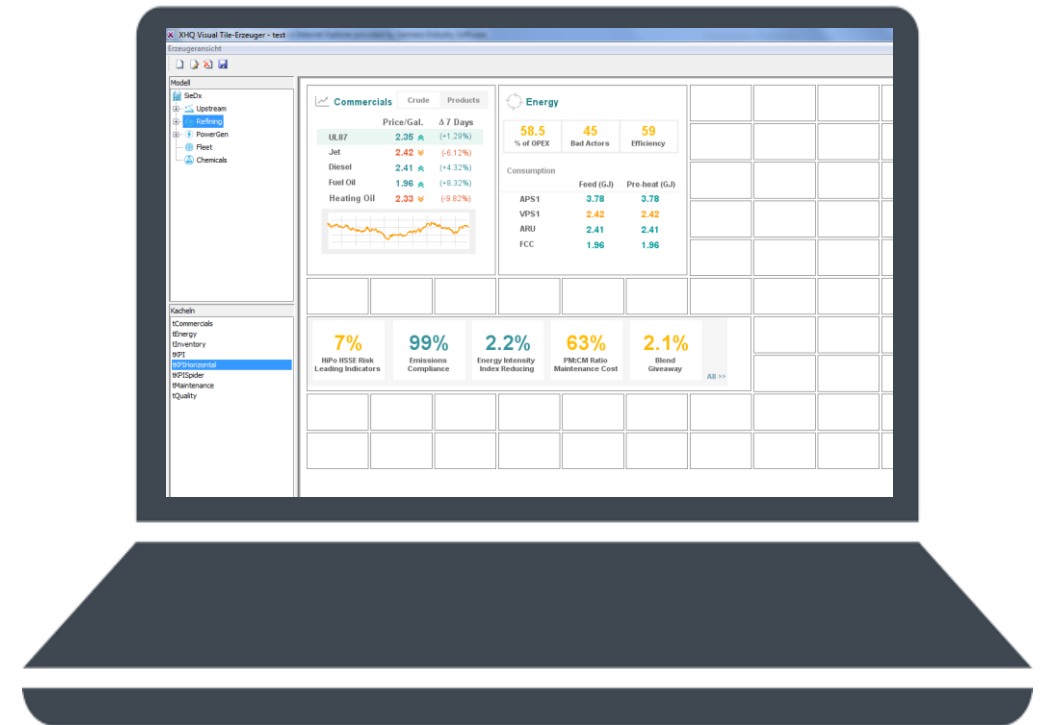 XHQ Visual Tile-Erzeuger - test
Erzeugeransicht
Modell
SieDx
Upstream
Refining
PowerGen
Fleet
Chemicals
Kacheln
tCommercials
tEnergy
tInventory
tKPI
tKPIHorizontal
tKPISpider
tMaintenance
tQuality
Commercials Crude Products
Price/Gal. Δ 7 Days
UL87 2.35 (+1.29%)
Jet 2.42 (-6.12%)
Diesel 2.41 (+4.32%)
Fuel Oil 1.96 (+8.32%)
Heating Oil 2.33 (-9.82%)
Energy
58.5 45 59
% of OPEX Bad Actors Efficiency
Consumption
Feed (GJ) Pre-heat (GJ)
APS1 3.78 3.78
VPS1 2.42 2.42
ARU 2.41 2.41
FCC 1.96 1.96
7% 99% 2.2% 63% 2.1%
HiPo HSSE Risk Emissions Energy Intensity PM:CM Ratio Blend
Leading Indicators Compliance Index Reducing Maintenance Cost Giveaway
All >>